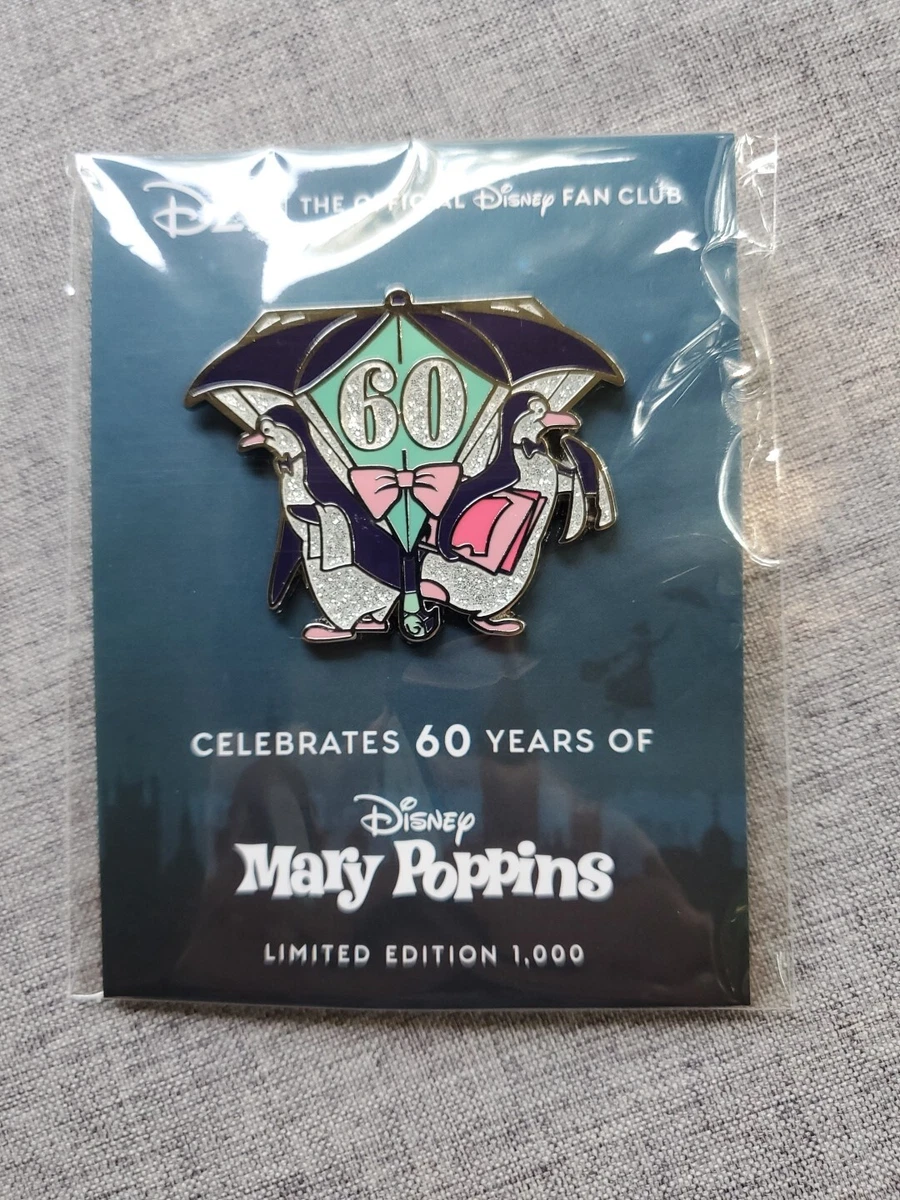 THE OFFICIAL Disney FAN CLUB
60
CELEBRATES 60 YEARS OF
Disney
Mary Poppins
LIMITED EDITION 1,000